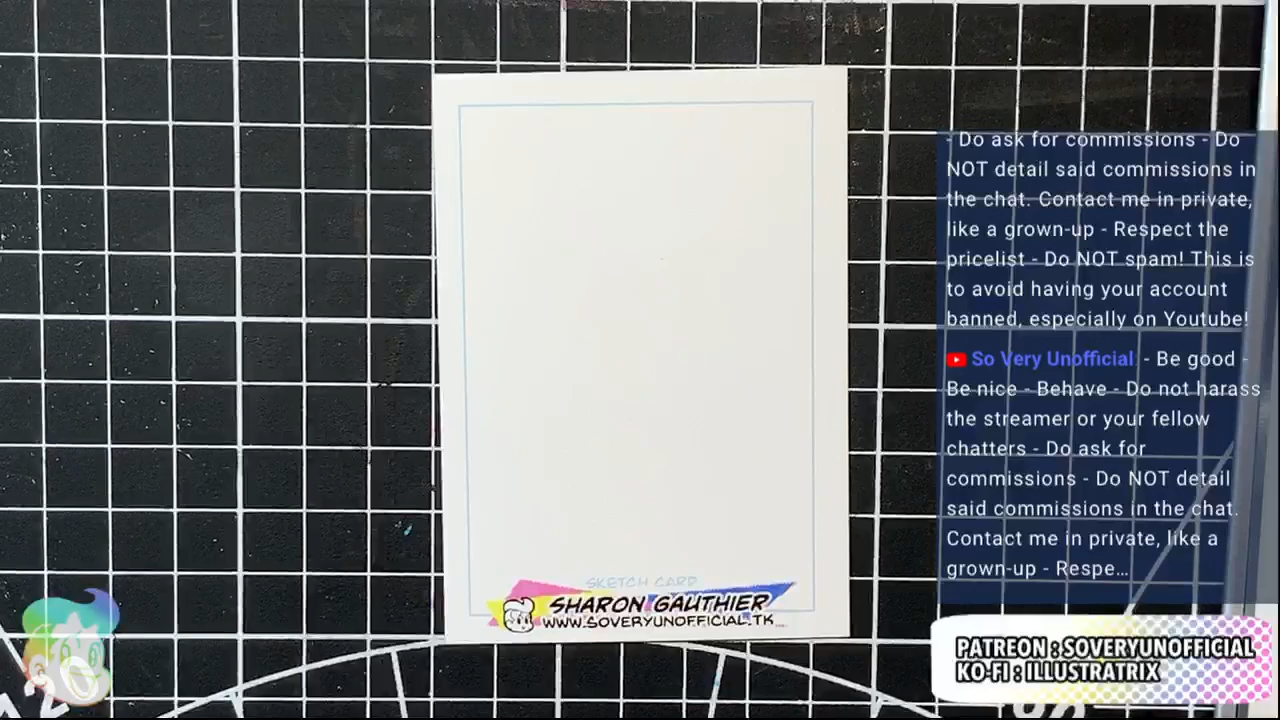 - Do ask for commissions - Do
NOT detail said commissions in
the chat. Contact me in private,
like a grown-up - Respect the
pricelist - Do NOT spam! This is
to avoid having your account
banned, especially on Youtube!
So Very Unofficial: - Be good -
Be nice - Behave - Do not harass
the streamer or your fellow
chatters - Do ask for
commissions - Do NOT detail
said commissions in the chat.
Contact me in private, like a
grown-up - Respe...
SKETCH CARD
SHARON GAUTHIER
WWW.SOVERYUNOFFICIAL.TK
PATREON : SOVERYUNOFFICIAL
KO-FI : ILLUSTRATRIX